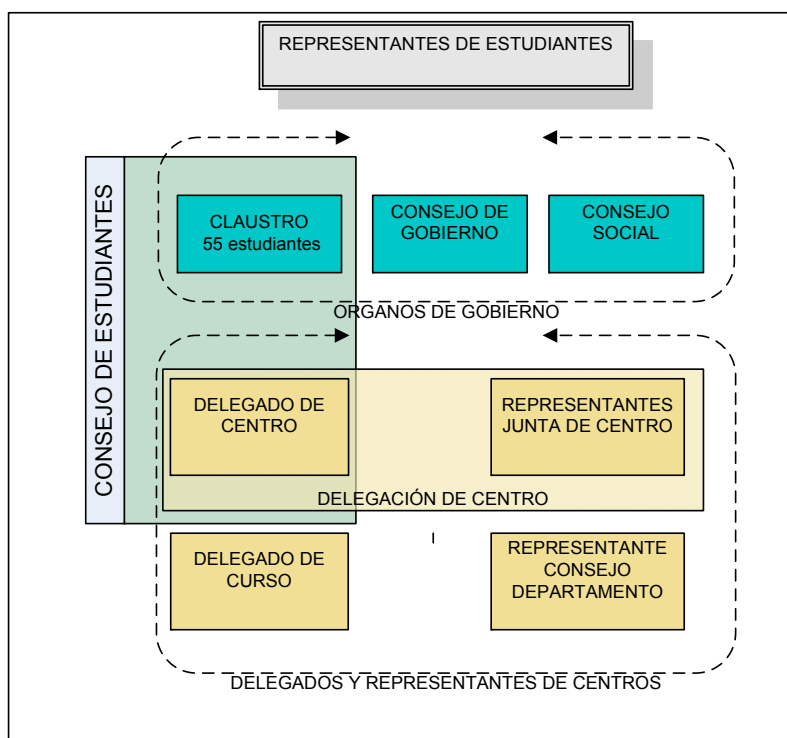 REPRESENTANTES DE ESTUDIANTES
CONSEJO DE ESTUDIANTES
CLAUSTRO
55 estudiantes
CONSEJO DE
GOBIERNO
CONSEJO
SOCIAL
ORGANOS DE GOBIERNO
DELEGADO DE
CENTRO
REPRESENTANTES
JUNTA DE CENTRO
DELEGACIÓN DE CENTRO
DELEGADO DE
CURSO
REPRESENTANTE
CONSEJO
DEPARTAMENTO
DELEGADOS Y REPRESENTANTES DE CENTROS